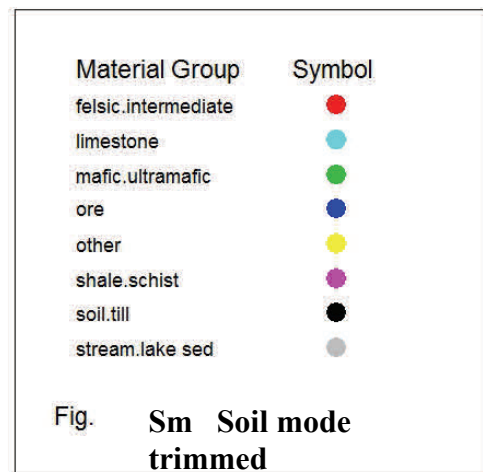 Material Group Symbol
felsic.intermediate
limestone
mafic.ultramafic
ore
other
shale.schist
soil.till
stream.lake sed
Fig. Sm Soil mode
trimmed